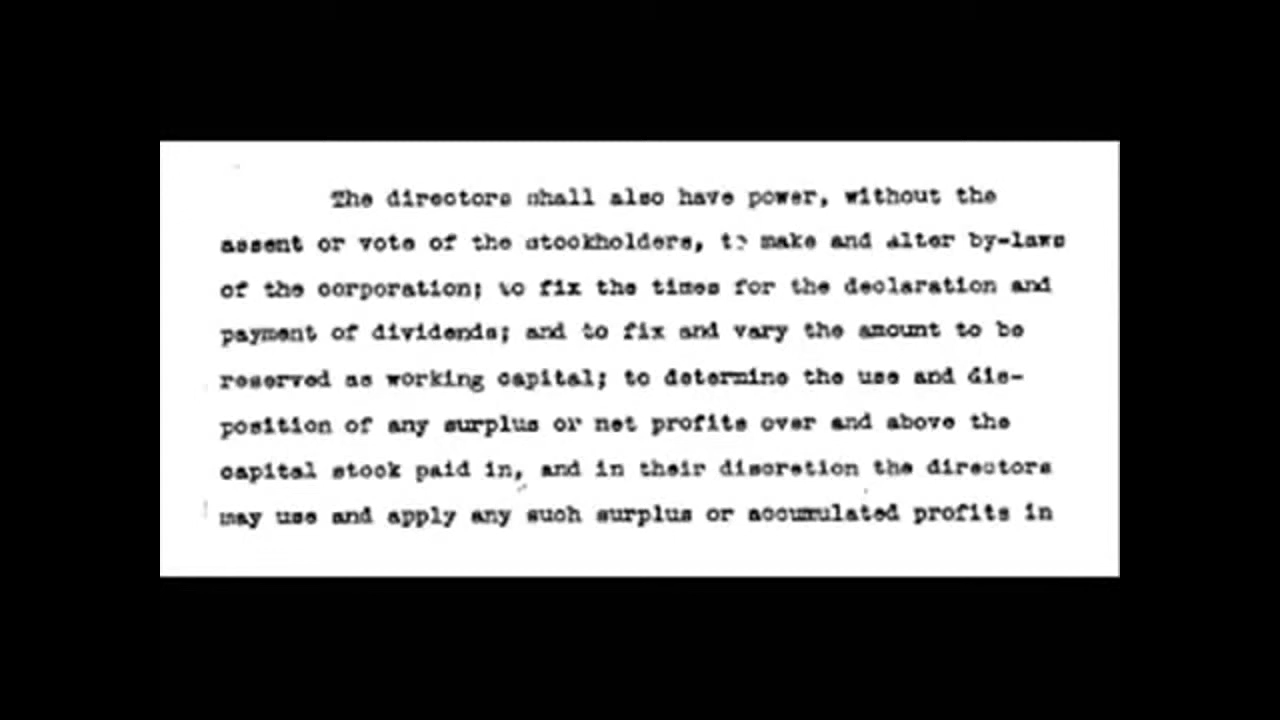 The directors shall also have power, without the
assent or vote of the stockholders, to make and alter by-laws
of the corporation; to fix the times for the declaration and
payment of dividends; and to fix and vary the amount to be
reserved as working capital; to determine the use and dis-
position of any surplus or net profits over and above the
capital stock paid in, and in their discretion the directors
may use and apply any such surplus or accumulated profits in